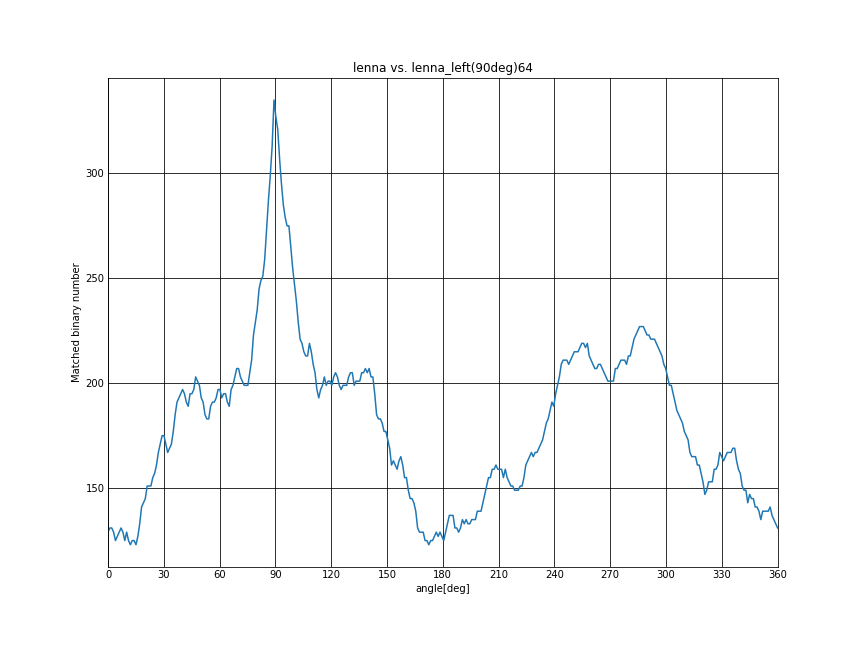 lenna vs. lenna_left(90deg)64
Matched binary number
300
250
200
150
0 30 60 90 120 150 180 210 240 270 300 330 360
angle[deg]